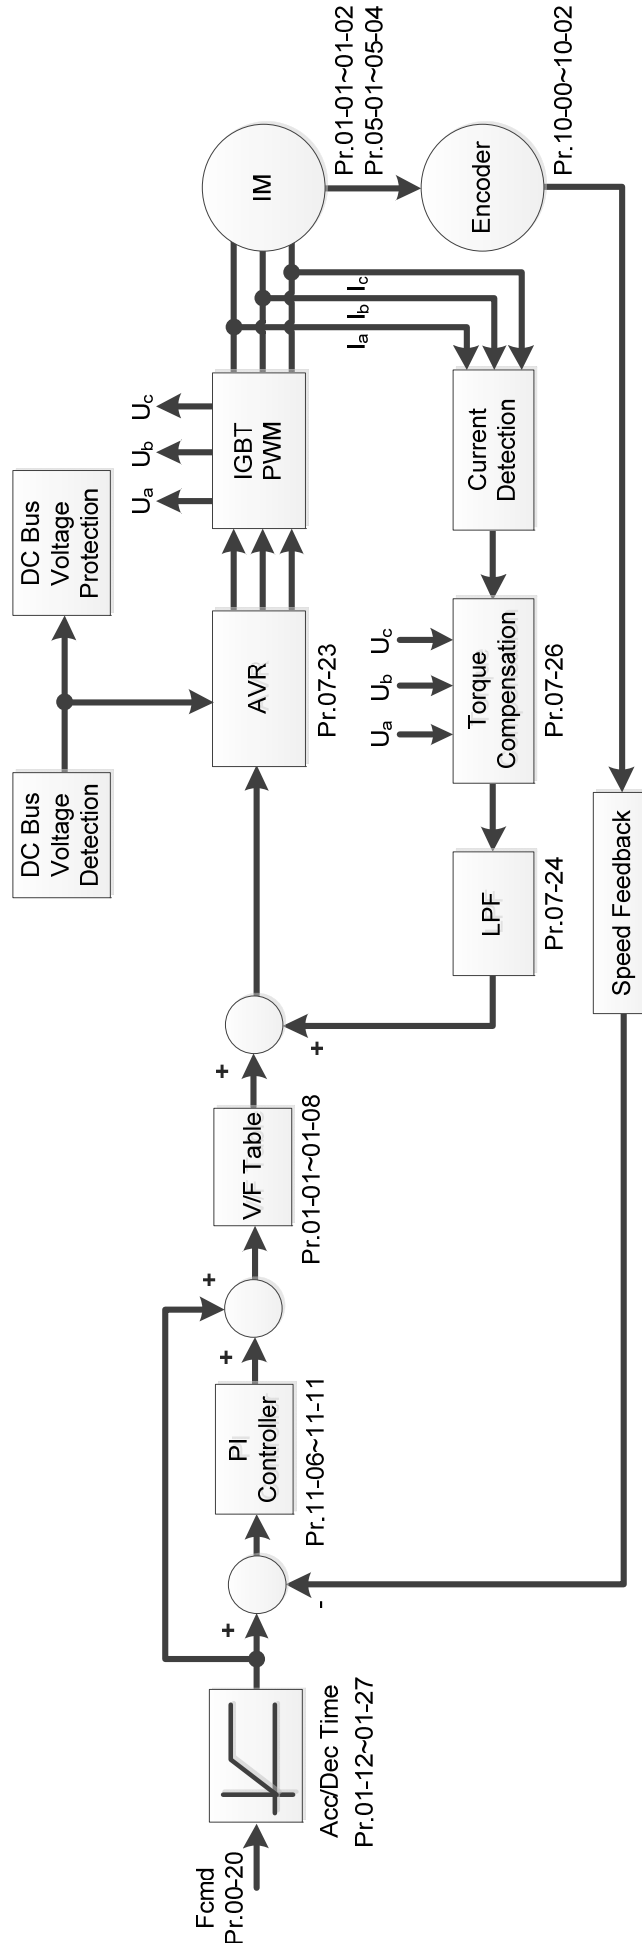 DC Bus
Voltage
Detection
DC Bus
Voltage
Protection
Fcmd
Pr.00-20
Acc/Dec Time
Pr.01-12~01-27
+
-
PI
Controller
Pr.11-06~11-11
+
+
V/F Table
Pr.01-01~01-08
+
+
AVR
Pr.07-23
Ua
Ub
Uc
IGBT
PWM
IM
Pr.01-01~01-02
Pr.05-01~05-04
Ia
Ib
Ic
LPF
Pr.07-24
Ua
Ub
Uc
Torque
Compensation
Pr.07-26
Current
Detection
Encoder
Pr.10-00~10-02
Speed Feedback